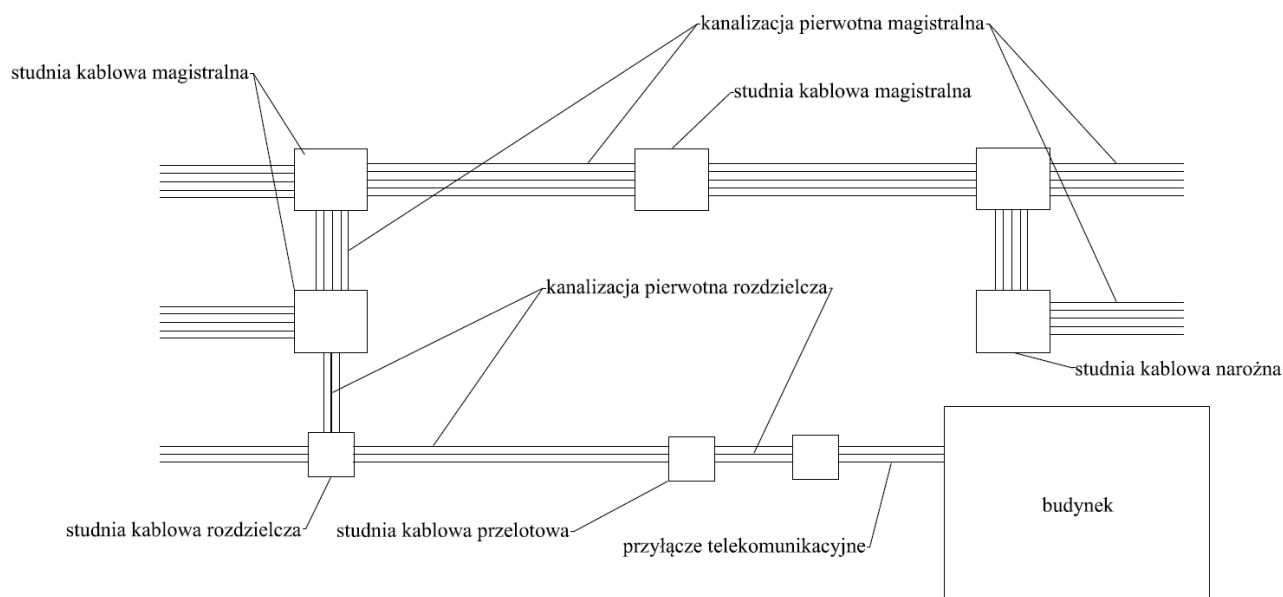 kanalizacja pierwotna magistralna
studnia kablowa magistralna
studnia kablowa magistralna
kanalizacja pierwotna rozdzielcza
studnia kablowa narożna
budynek
studnia kablowa rozdzielcza
studnia kablowa przelotowa
przyłącze telekomunikacyjne